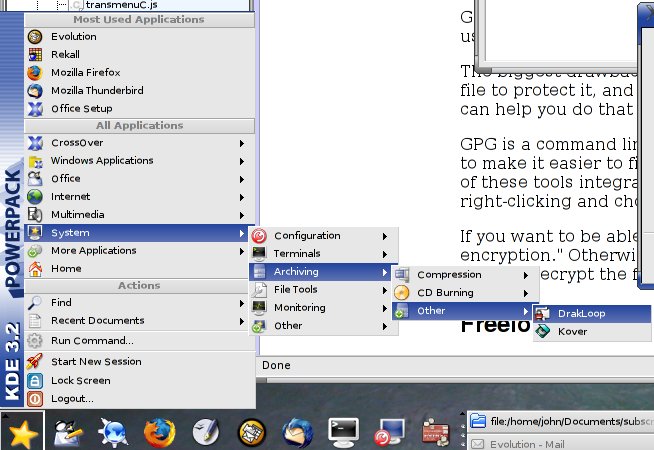 transmenuC.js
Most Used Applications
Evolution
Rekall
Mozilla Firefox
Mozilla Thunderbird
Office Setup
All Applications
CrossOver
Windows Applications
Office
Internet
Multimedia
System
More Applications
Home
Actions
Find
Recent Documents
Run Command...
Start New Session
Lock Screen
Logout...
KDE 3.2 POWERPACK
Configuration
Terminals
Archiving
File Tools
Monitoring
Other
Compression
CD Burning
Other
DrakLoop
Kover
G
us
The biggest drawba
file to protect it, and
can help you do that
GPG is a command lin
to make it easier to fi
of these tools integra
right-clicking and cho
If you want to be able
encryption." Otherwi
ecrypt the f
Freelo
Done
file:/home/john/Documents/subscr
Evolution - Mail